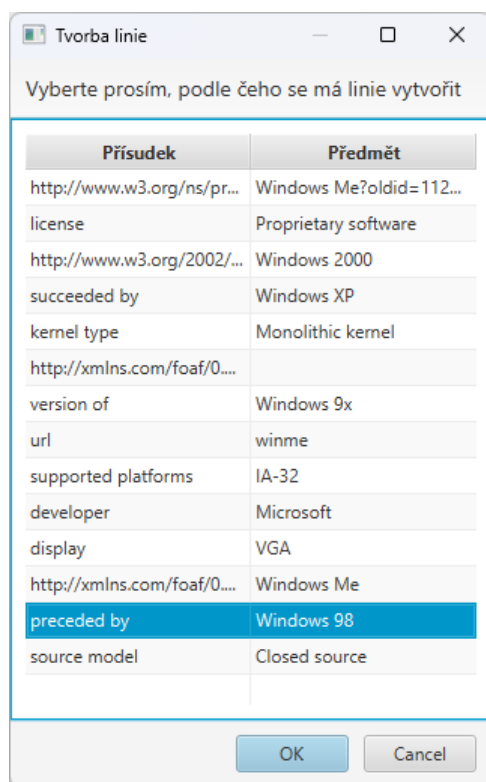 Tvorba linie
Vyberte prosím, podle čeho se má linie vytvořit
Přísudek Předmět
http://www.w3.org/ns/pr... Windows Me?oldid=112...
license Proprietary software
http://www.w3.org/2002/... Windows 2000
succeeded by Windows XP
kernel type Monolithic kernel
http://xmlns.com/foaf/0....
version of Windows 9x
url winme
supported platforms IA-32
developer Microsoft
display VGA
http://xmlns.com/foaf/0.... Windows Me
preceded by Windows 98
source model Closed source
OK Cancel